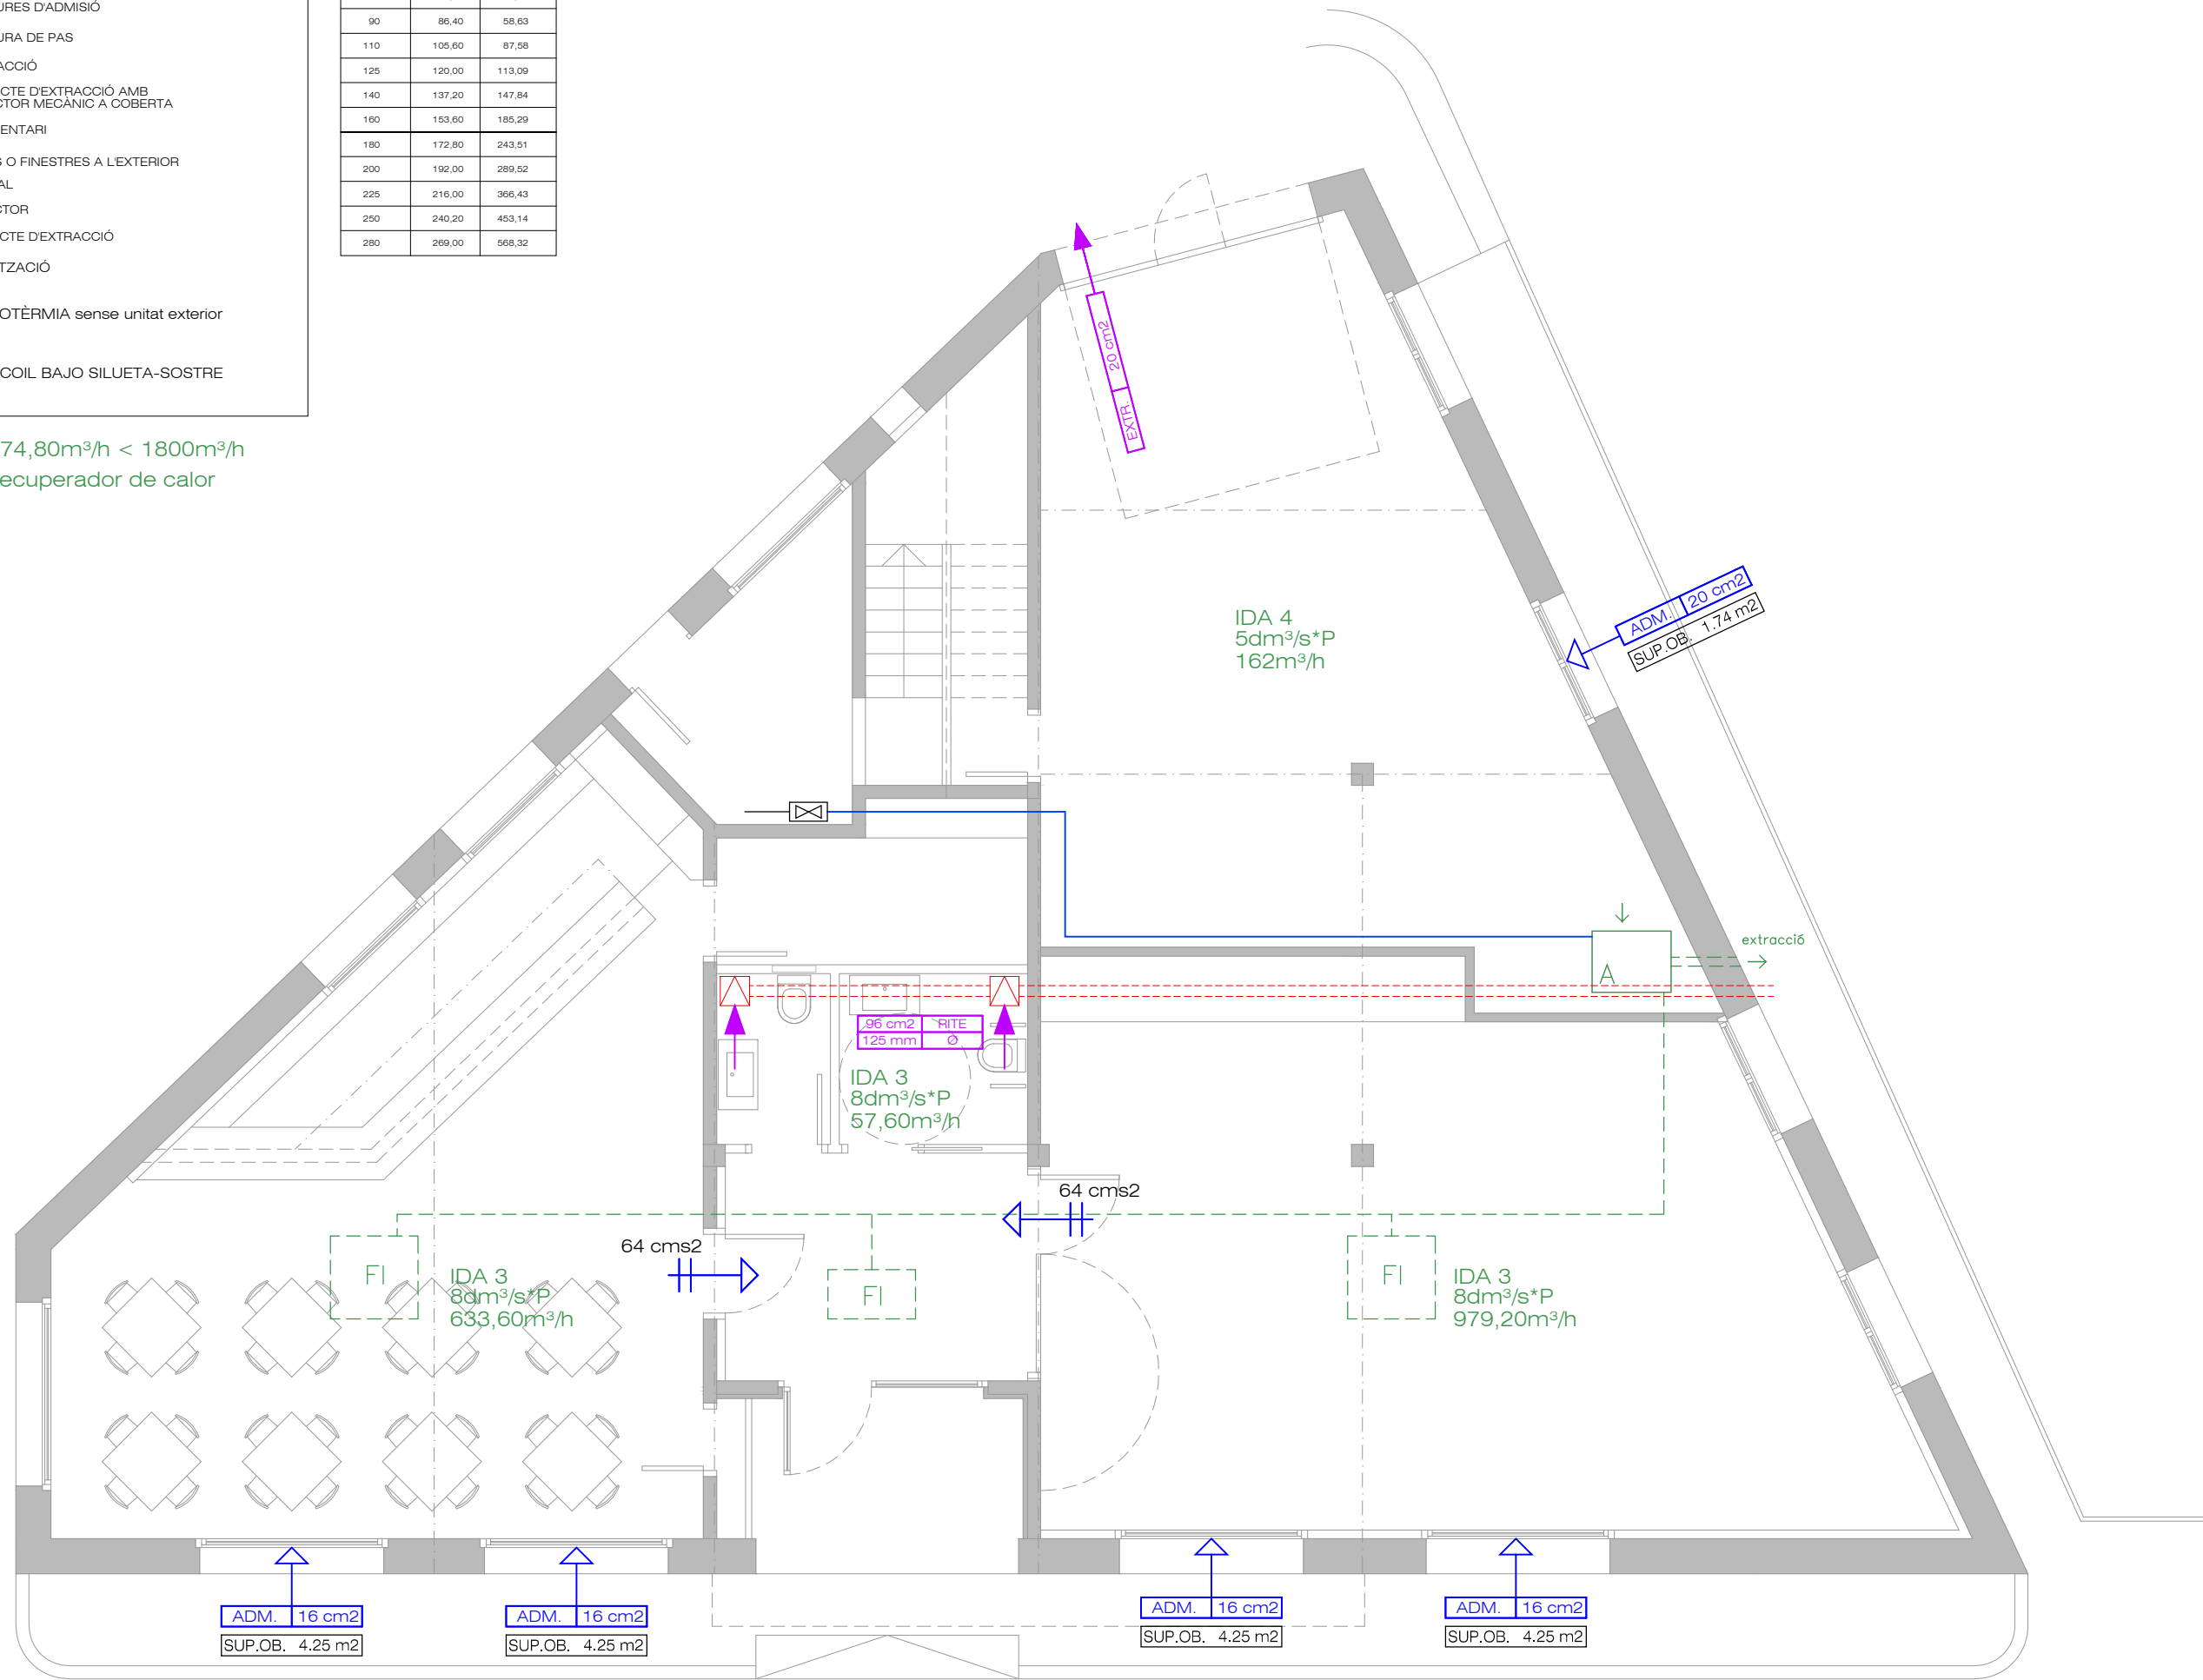 URES D'ADMISIÓ
URA DE PAS
ACCIÓ
CTE D'EXTRACCIÓ AMB
CTOR MECÀNIC A COBERTA
ENTARI
S O FINESTRES A L'EXTERIOR
AL
CTOR
CTE D'EXTRACCIÓ
TZACIÓ
OTÈRMIA sense unitat exterior
COIL BAJO SILUETA-SOSTRE
90 86,40 58,63
110 105,60 87,58
125 120,00 113,09
140 137,20 147,84
160 153,60 185,29
180 172,80 243,51
200 192,00 289,52
225 216,00 366,43
250 240,20 453,14
280 269,00 568,32
74,80m³/h < 1800m³/h
ecuperador de calor
EXTR. 20 cm2
IDA 4
5dm³/s*P
162m³/h
ADM. 20 cm2
SUP.OB. 1.74 m2
extracció
A
96 cm2 RITE
125 mm Ø
IDA 3
8dm³/s*P
57,60m³/h
64 cms2
64 cms2
FI
IDA 3
8dm³/s*P
633,60m³/h
FI
FI
IDA 3
8dm³/s*P
979,20m³/h
ADM. 16 cm2
SUP.OB. 4.25 m2
ADM. 16 cm2
SUP.OB. 4.25 m2
ADM. 16 cm2
SUP.OB. 4.25 m2
ADM. 16 cm2
SUP.OB. 4.25 m2